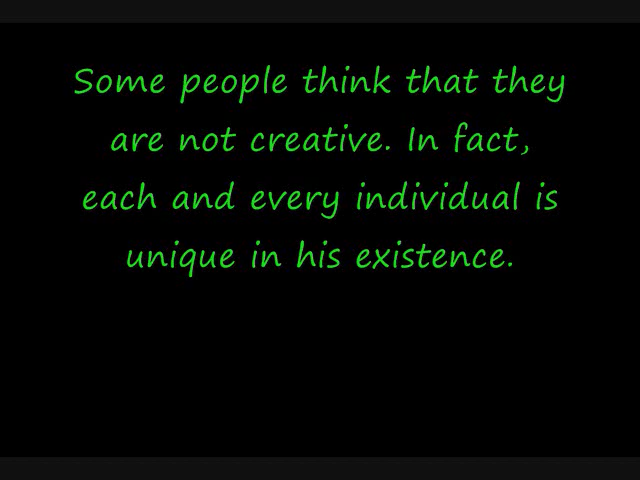 Some people think that they
are not creative. In fact,
each and every individual is
unique in his existence.